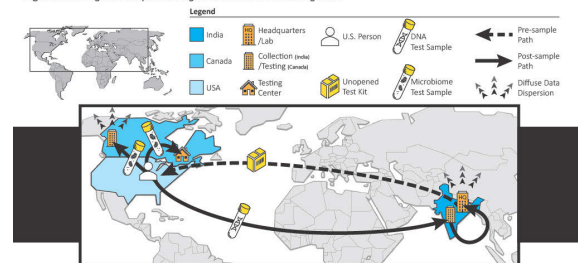 Legend
India
Canada
USA
Headquarters
/Lab
Collection (India)
/Testing (Canada)
Testing
Center
U.S. Person
Unopened
Test Kit
DNA
Test Sample
Microbiome
Test Sample
Pre-sample
Path
Post-sample
Path
Diffuse Data
Dispersion
HQ